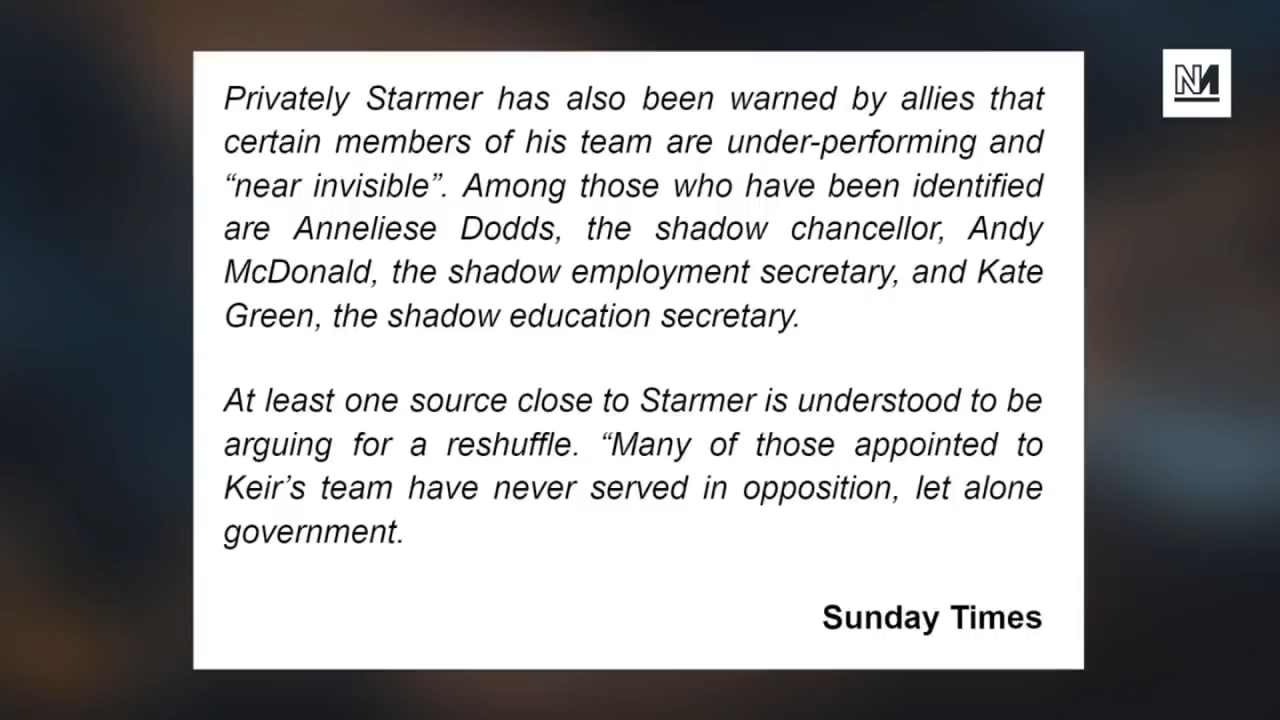 Privately Starmer has also been warned by allies that
certain members of his team are under-performing and
“near invisible”. Among those who have been identified
are Anneliese Dodds, the shadow chancellor, Andy
McDonald, the shadow employment secretary, and Kate
Green, the shadow education secretary.
At least one source close to Starmer is understood to be
arguing for a reshuffle. “Many of those appointed to
Keir’s team have never served in opposition, let alone
government.
Sunday Times
NM